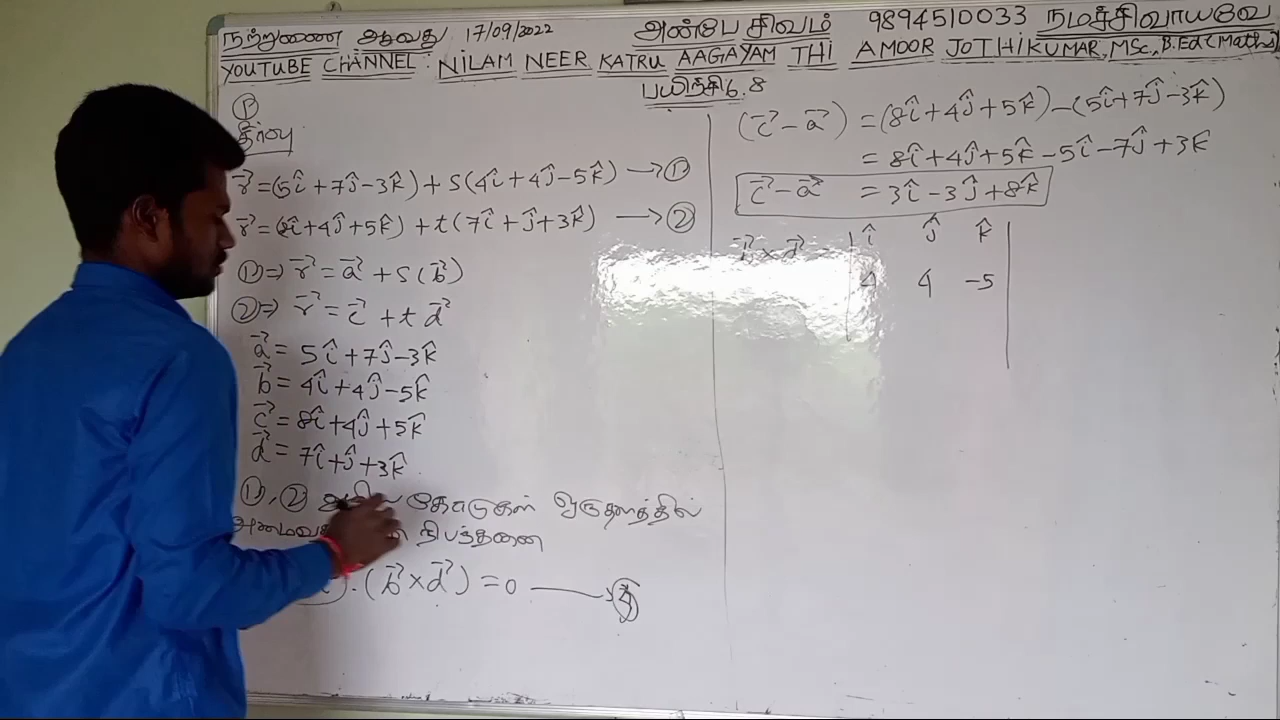 நற்றுணை ஆவது 17/09/2022 அன்பே சிவம் 9894510033 நமச்சிவாயவே
YOUTUBE CHANNEL : NILAM NEER KATRU AAGAYAM THI AMOOR JOTHIKUMAR, MSc., B.Ed (Maths)
பயிற்சி 6.8
①
தீர்வு
r⃗ = (5î + 7ĵ - 3k̂) + S(4î + 4ĵ - 5k̂) → ①
r⃗ = (8î + 4ĵ + 5k̂) + t(7î + ĵ + 3k̂) → ②
①⇒ r⃗ = a⃗ + S(b⃗)
②⇒ r⃗ = c⃗ + t d⃗
a⃗ = 5î + 7ĵ - 3k̂
b⃗ = 4î + 4ĵ - 5k̂
c⃗ = 8î + 4ĵ + 5k̂
d⃗ = 7î + ĵ + 3k̂.
①, ② கோடுகள் ஒருதளத்தில்
நிபந்தனை
). (b⃗ × d⃗) = 0 →
(c⃗ - a⃗) = (8î + 4ĵ + 5k̂) - (5î + 7ĵ - 3k̂)
= 8î + 4ĵ + 5k̂ - 5î - 7ĵ + 3k̂
c⃗ - a⃗ = 3î - 3ĵ + 8k̂
b⃗ × d⃗ = | î ĵ k̂ |
4 4 -5